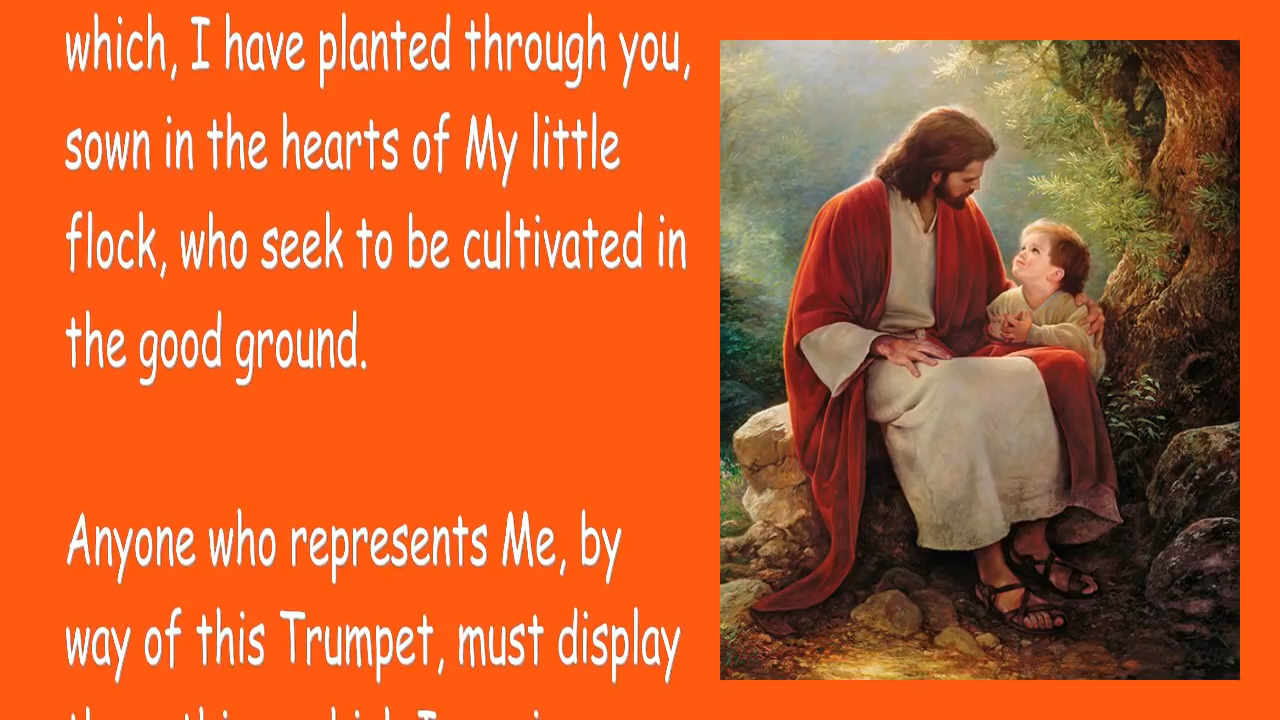 which, I have planted through you,
sown in the hearts of My little
flock, who seek to be cultivated in
the good ground.
Anyone who represents Me, by
way of this Trumpet, must display